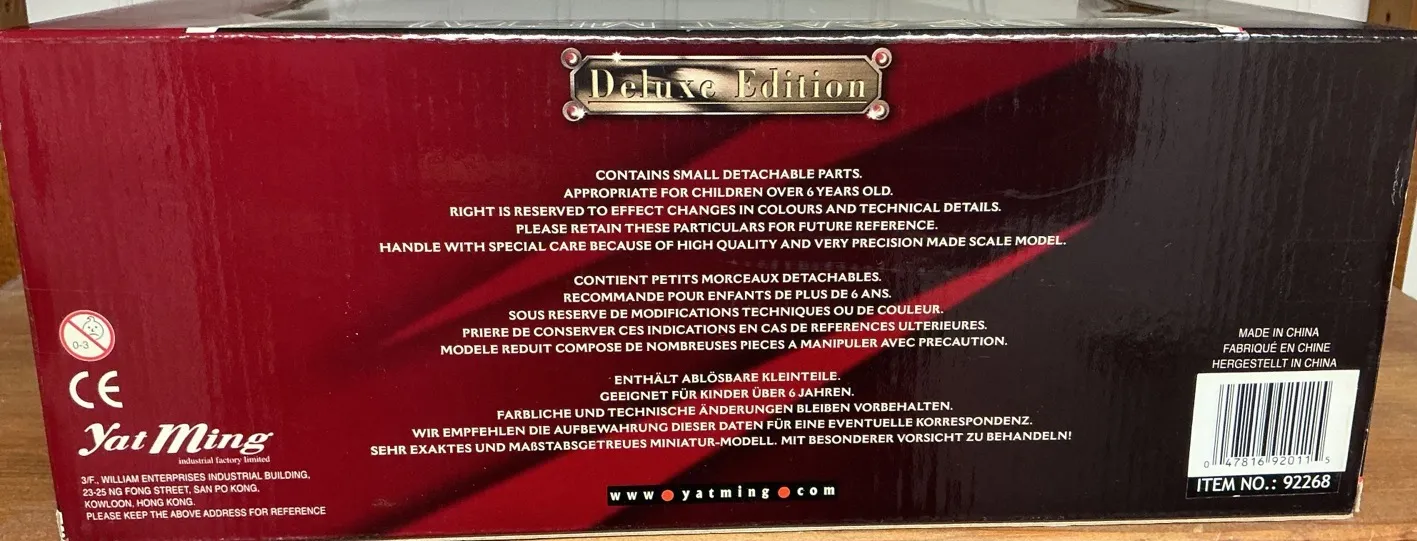 Deluxe Edition
CONTAINS SMALL DETACHABLE PARTS.
APPROPRIATE FOR CHILDREN OVER 6 YEARS OLD.
RIGHT IS RESERVED TO EFFECT CHANGES IN COLOURS AND TECHNICAL DETAILS.
PLEASE RETAIN THESE PARTICULARS FOR FUTURE REFERENCE.
HANDLE WITH SPECIAL CARE BECAUSE OF HIGH QUALITY AND VERY PRECISION MADE SCALE MODEL.
CONTIENT PETITS MORCEAUX DETACHABLES.
RECOMMANDE POUR ENFANTS DE PLUS DE 6 ANS.
SOUS RESERVE DE MODIFICATIONS TECHNIQUES OU DE COULEUR.
PRIERE DE CONSERVER CES INDICATIONS EN CAS DE REFERENCES ULTERIEURES.
MODELE REDUIT COMPOSE DE NOMBREUSES PIECES A MANIPULER AVEC PRECAUTION.
ENTHÄLT ABLÖSBARE KLEINTEILE.
GEEIGNET FÜR KINDER ÜBER 6 JAHREN.
FARBLICHE UND TECHNISCHE ÄNDERUNGEN BLEIBEN VORBEHALTEN.
WIR EMPFEHLEN DIE AUFBEWAHRUNG DIESER DATEN FÜR EINE EVENTUELLE KORRESPONDENZ.
SEHR EXAKTES UND MAßSTABSGETREUES MINIATUR-MODELL. MIT BESONDERER VORSICHT ZU BEHANDELN!
www.yatming.com
0-3
CE
Yat Ming
industrial factory limited
3/F., WILLIAM ENTERPRISES INDUSTRIAL BUILDING,
23-25 NG FONG STREET, SAN PO KONG,
KOWLOON, HONG KONG.
PLEASE KEEP THE ABOVE ADDRESS FOR REFERENCE
MADE IN CHINA
FABRIQUÉ EN CHINE
HERGESTELLT IN CHINA
0 47816 92011 5
ITEM NO.: 92268